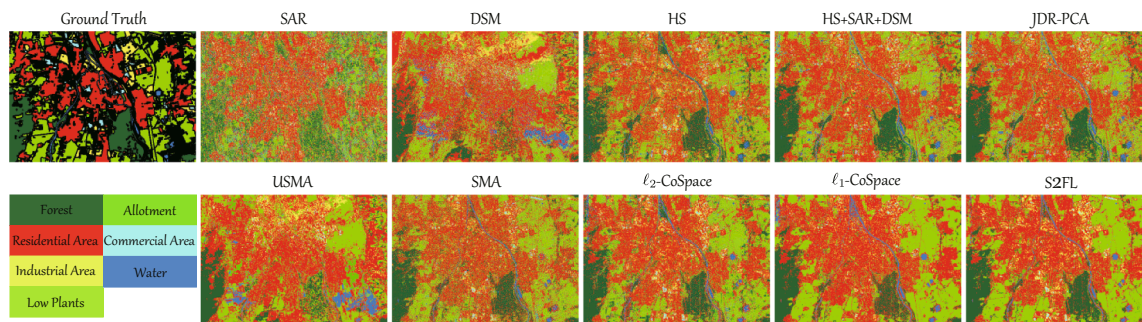 Ground Truth
SAR
DSM
HS
HS+SAR+DSM
JDR-PCA
USMA
SMA
ℓ₂-CoSpace
ℓ₁-CoSpace
S2FL
Forest
Allotment
Residential Area
Commercial Area
Industrial Area
Water
Low Plants